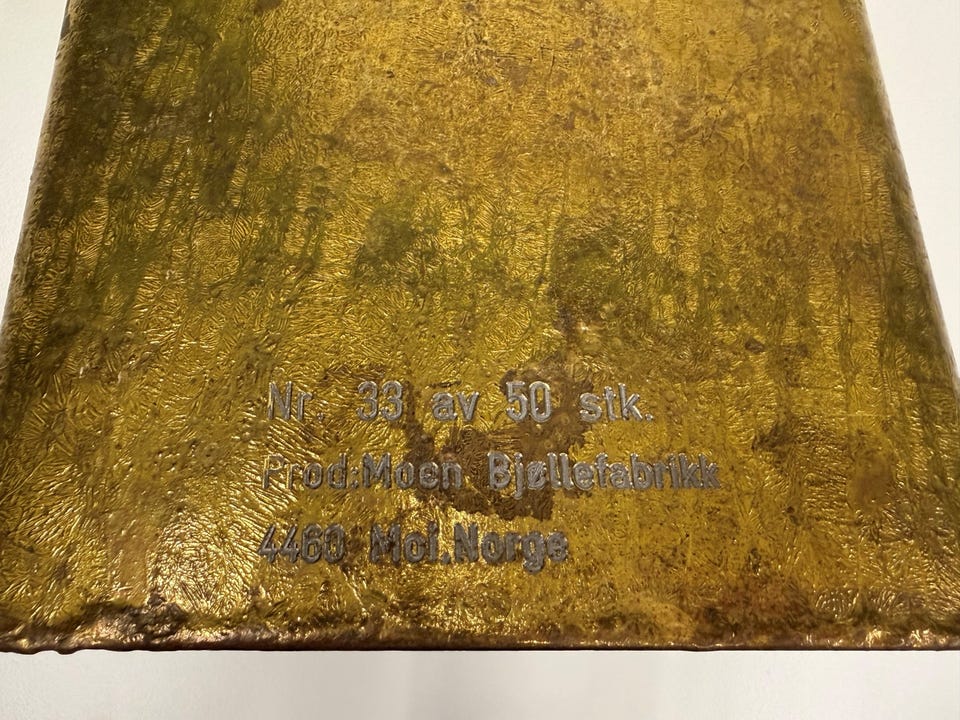 Nr. 33 av 50 stk.
Prod:Moen Bjøllefabrikk
4460 Moi.Norge